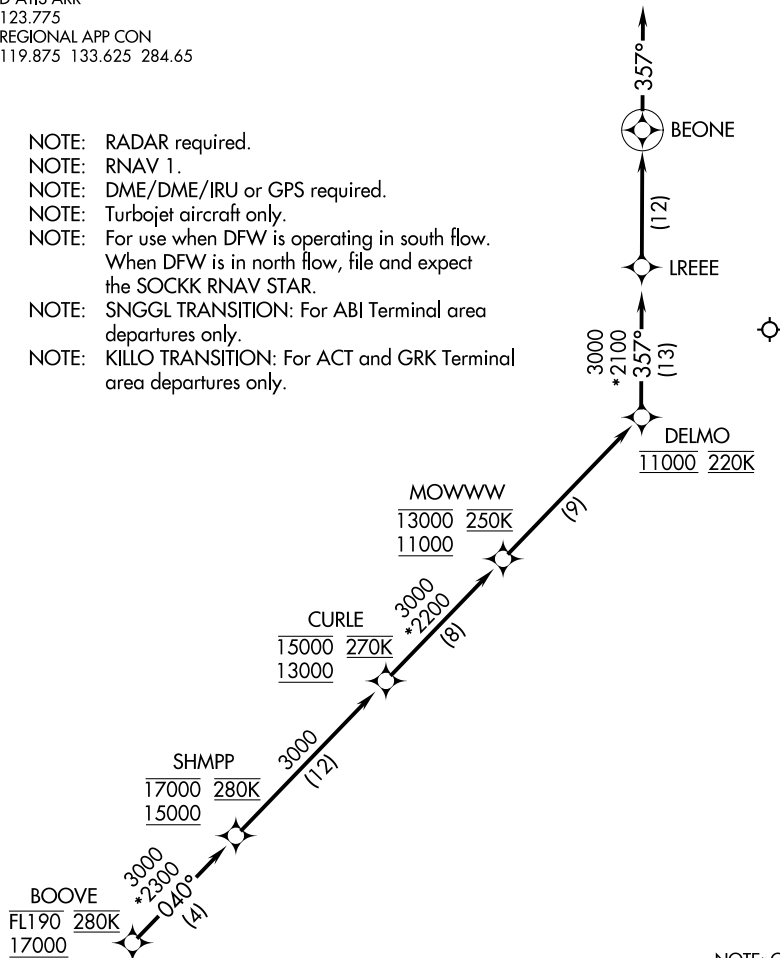 123.775
REGIONAL APP CON
119.875 133.625 284.65
NOTE: RADAR required.
NOTE: RNAV 1.
NOTE: DME/DME/IRU or GPS required.
NOTE: Turbojet aircraft only.
NOTE: For use when DFW is operating in south flow.
When DFW is in north flow, file and expect
the SOCKK RNAV STAR.
NOTE: SNGGL TRANSITION: For ABI Terminal area
departures only.
NOTE: KILLO TRANSITION: For ACT and GRK Terminal
area departures only.
357°
BEONE
(12)
LREEE
3000
*2100
357°
(13)
DELMO
11000 220K
(9)
MOWWW
13000 250K
11000
3000
*2200
(8)
CURLE
15000 270K
13000
3000
(12)
SHMPP
17000 280K
15000
3000
*2300
040°
(4)
BOOVE
FL190 280K
17000